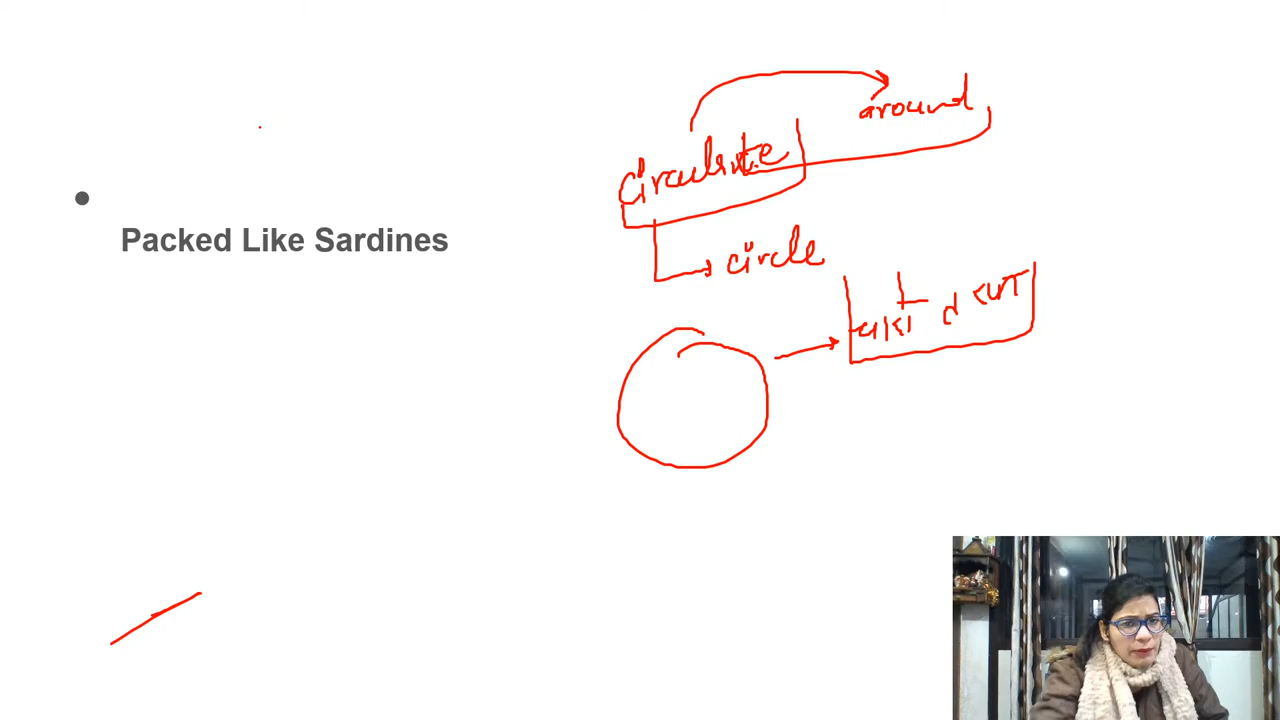 around
circulate
Packed Like Sardines
circle